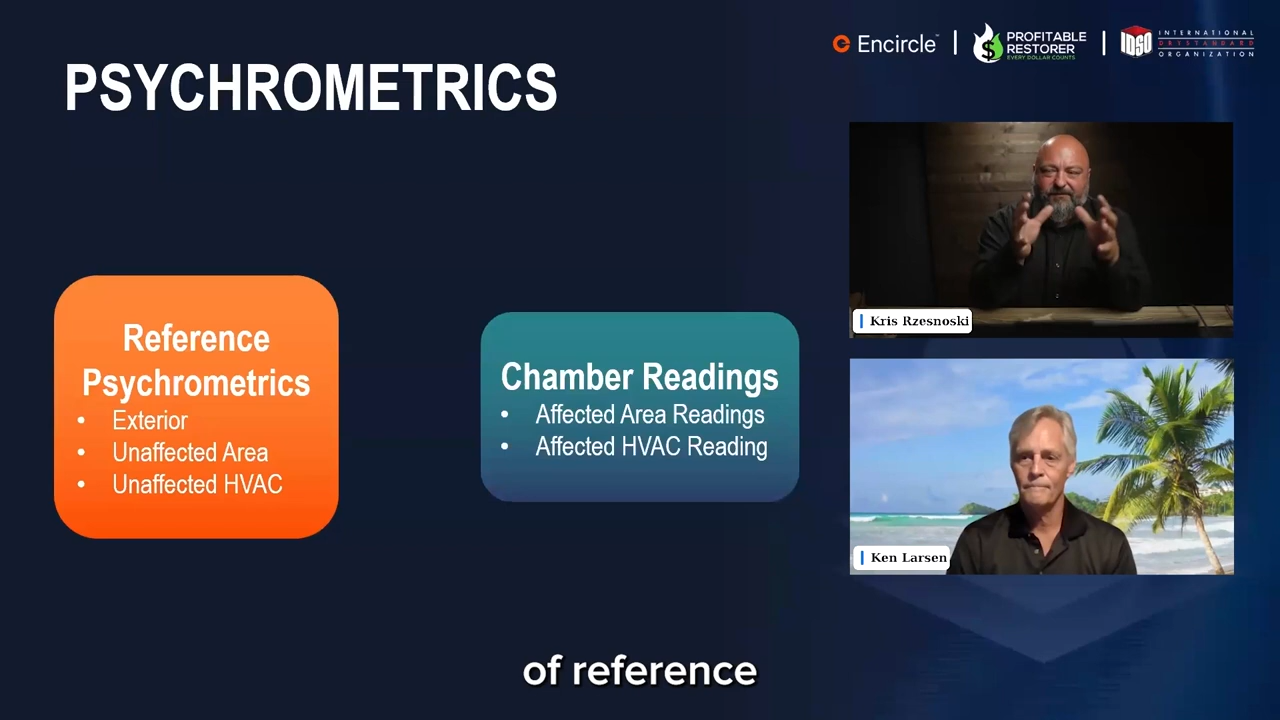 Encircle
PROFITABLE
RESTORER
EVERY DOLLAR COUNTS
INTERNATIONAL
DRYSTANDARD
ORGANIZATION
PSYCHROMETRICS
Reference
Psychrometrics
• Exterior
• Unaffected Area
• Unaffected HVAC
Chamber Readings
• Affected Area Readings
• Affected HVAC Reading
Kris Rzesnoski
Ken Larsen
of reference